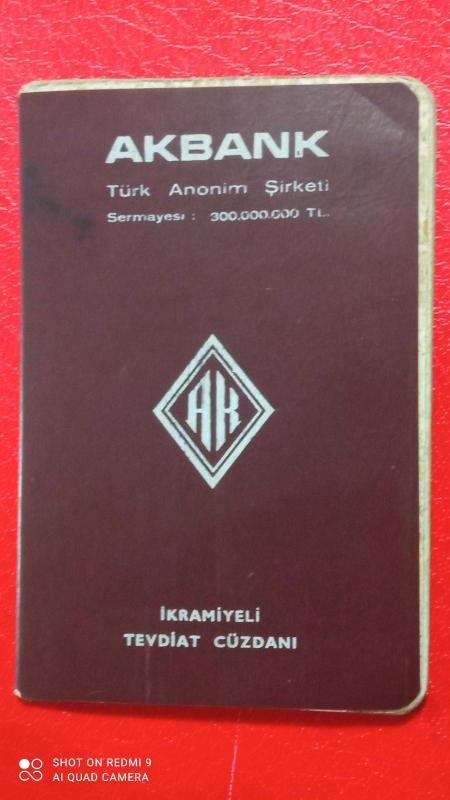 AKBANK
Türk Anonim Şirketi
Sermayesi : 300.000.000 TL.
AK
İKRAMİYELİ
TEVDİAT CÜZDANI
SHOT ON REDMI 9
AI QUAD CAMERA